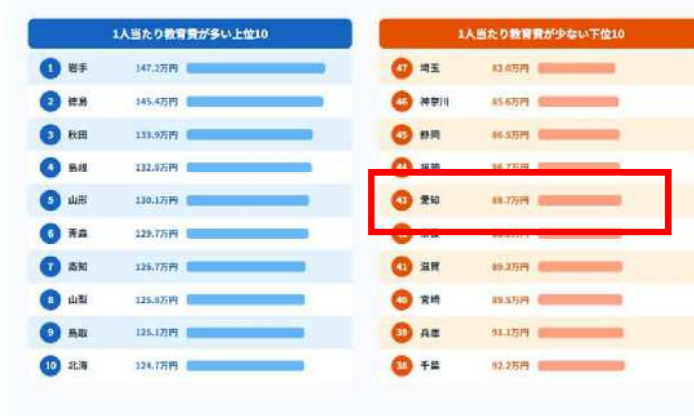 1人当たり教育費が多い上位10
1 岩手 147.2万円
2 徳島 145.4万円
3 秋田 133.9万円
4 島根 132.8万円
5 山形 130.1万円
6 青森 129.7万円
7 高知 126.7万円
8 山梨 125.5万円
9 鳥取 125.1万円
10 北海 124.7万円
1人当たり教育費が少ない下位10
47 埼玉 83.6万円
46 神奈川 85.6万円
45 静岡 86.5万円
44 86.7万円
43 愛知 88.7万円
41 滋賀 89.3万円
40 宮崎 89.5万円
39 兵庫 91.1万円
38 千葉 92.2万円